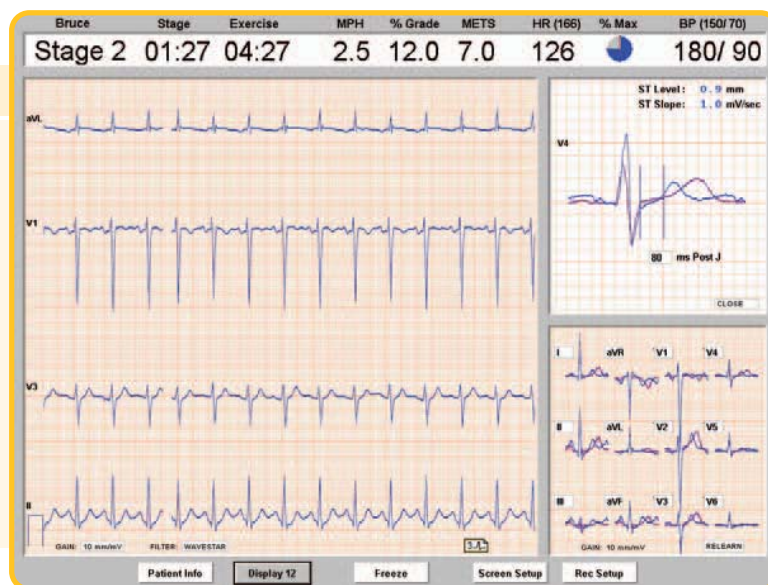 Bruce Stage Exercise MPH % Grade METS HR (166) % Max BP (150/70)
Stage 2 01:27 04:27 2.5 12.0 7.0 126 180/ 90
aVL
V1
V3
II
GAIN: 10 mm/mV FILTER: WAVESTAR
ST Level: 0.9 mm
ST Slope: 1.0 mV/sec
V4
80 ms Post J
CLOSE
I aVR V1 V4
II aVL V2 V5
III aVF V3 V6
GAIN: 10 mm/mV RELEARN
Patient Info Display 12 Freeze Screen Setup Rec Setup